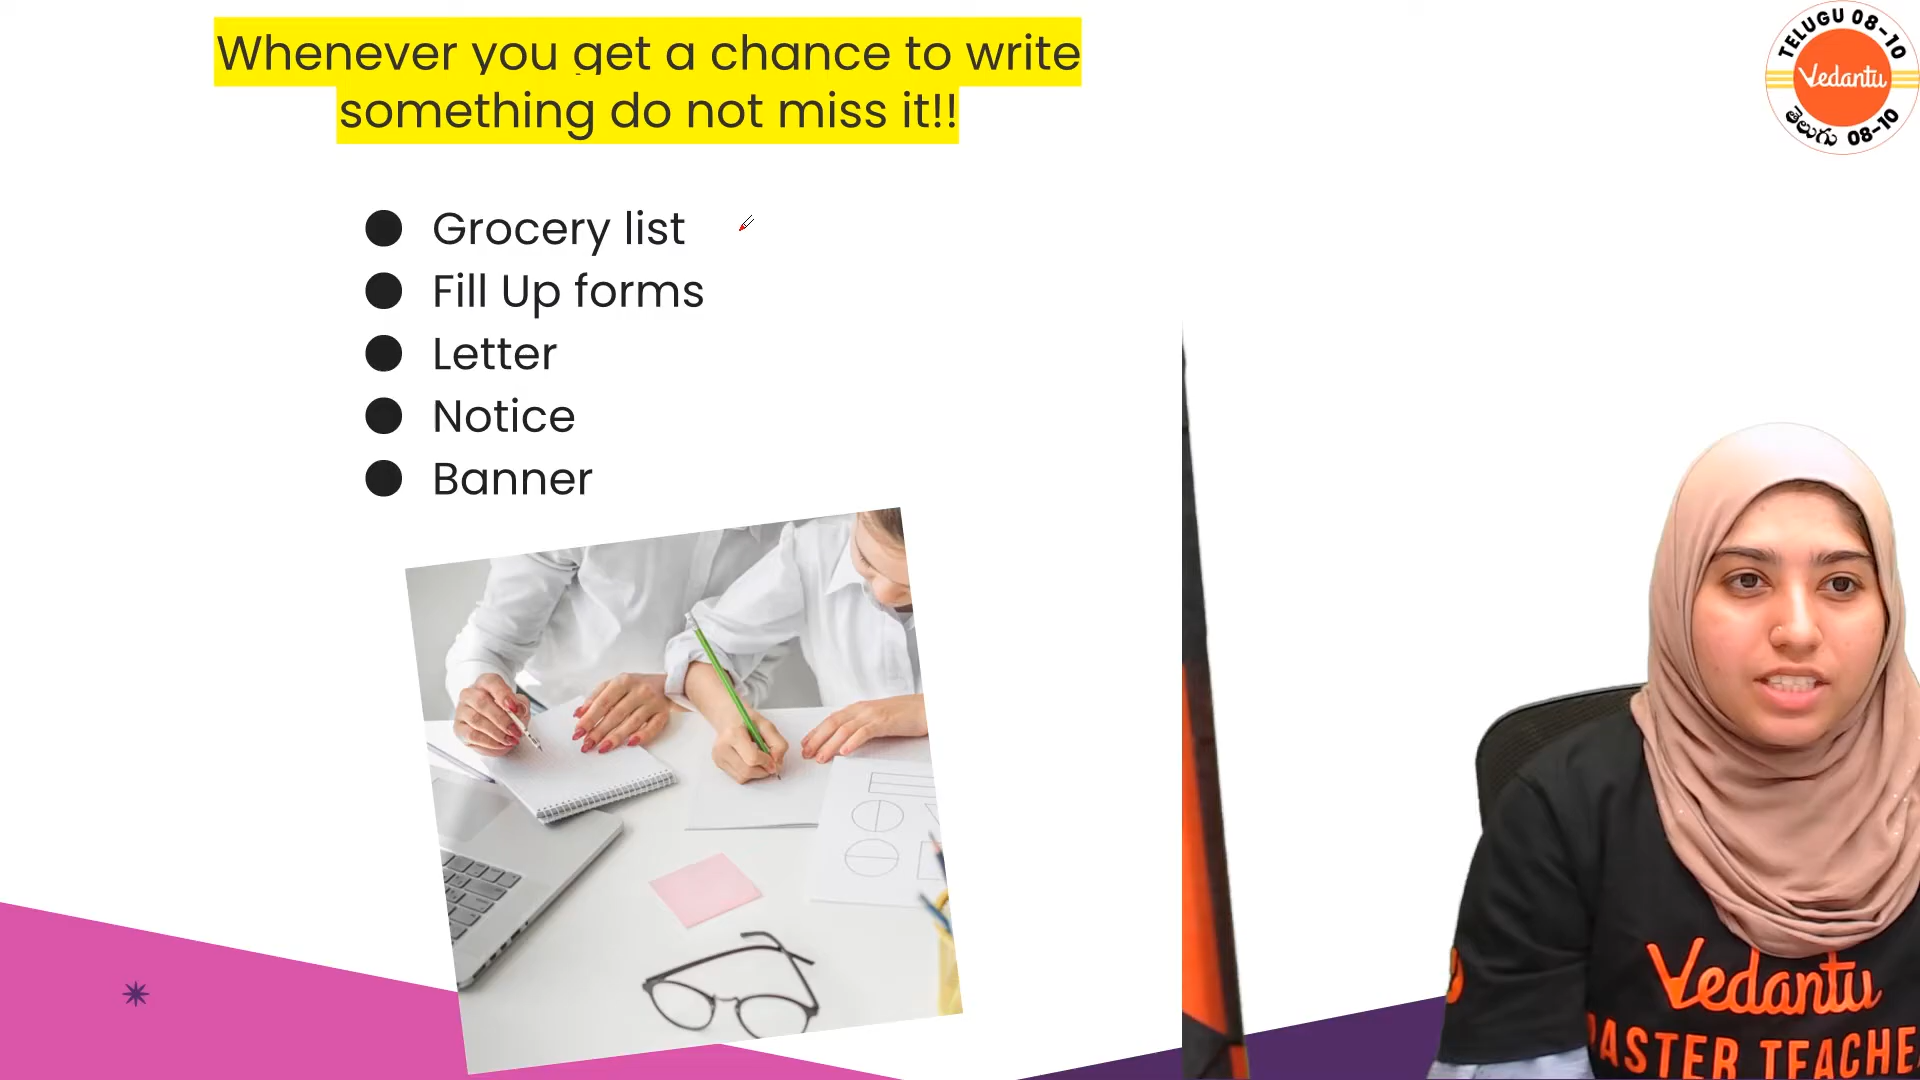 Whenever you get a chance to write
something do not miss it!!
Grocery list
Fill Up forms
Letter
Notice
Banner
TELUGU 08-10
Vedantu
తెలుగు 08-10
Vedantu
MASTER TEACHE